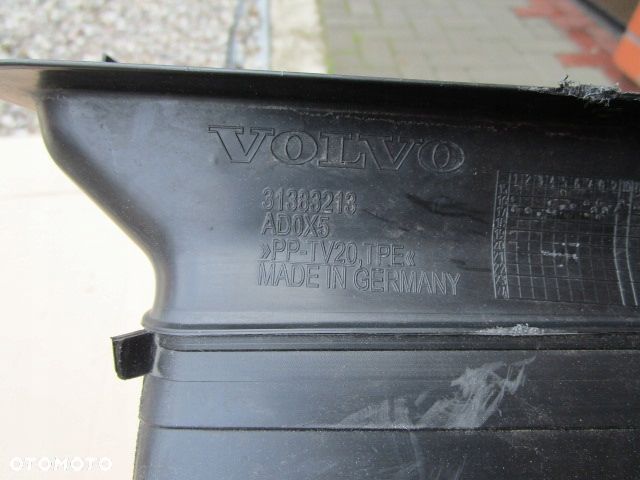 VOLVO
31383213
AD0X5
»PP-TV20,TPE«
MADE IN GERMANY
OTOMOTO